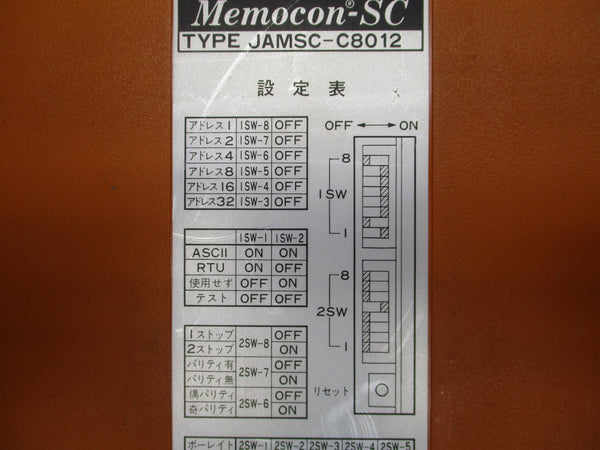 Memocon®-SC
TYPE JAMSC-C8012
設定表
アドレス1 1SW-8 OFF
アドレス2 1SW-7 OFF
アドレス4 1SW-6 OFF
アドレス8 1SW-5 OFF
アドレス16 1SW-4 OFF
アドレス32 1SW-3 OFF
1SW-1 1SW-2
ASCII ON ON
RTU ON OFF
使用せず OFF ON
テスト OFF OFF
1ストップ 2SW-8 OFF
2ストップ ON
パリティ有 2SW-7 OFF
パリティ無 ON
偶パリティ 2SW-6 OFF
奇パリティ ON
ボーレイト 2SW-1 2SW-2 2SW-3 2SW-4 2SW-5
OFF ↔ ON
8
1SW
1
8
2SW
1
リセット